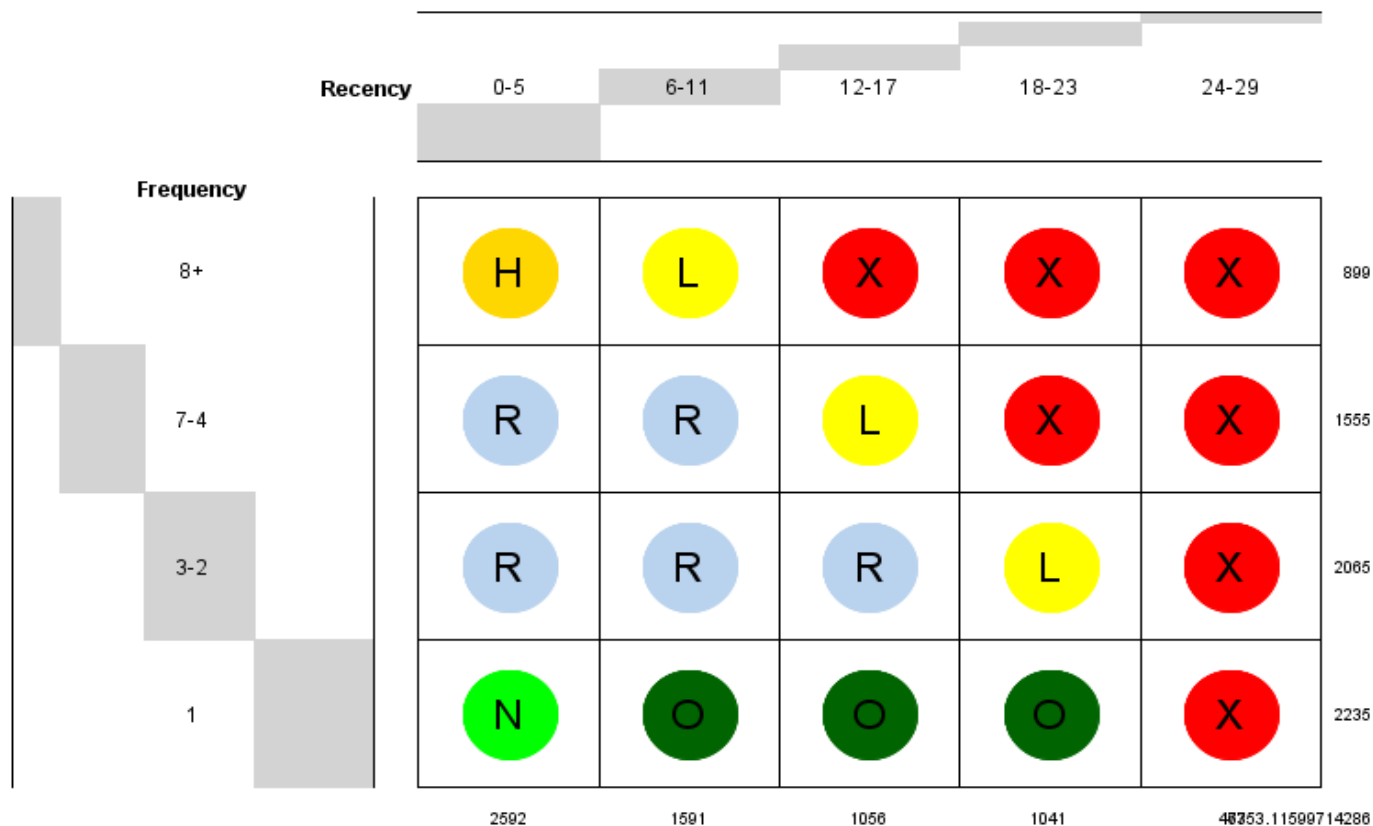 Recency 0-5 6-11 12-17 18-23 24-29
Frequency
8+ H L X X X 899
7-4 R R L X X 1555
3-2 R R R L X 2065
1 N O O O X 2235
2592 1591 1056 1041